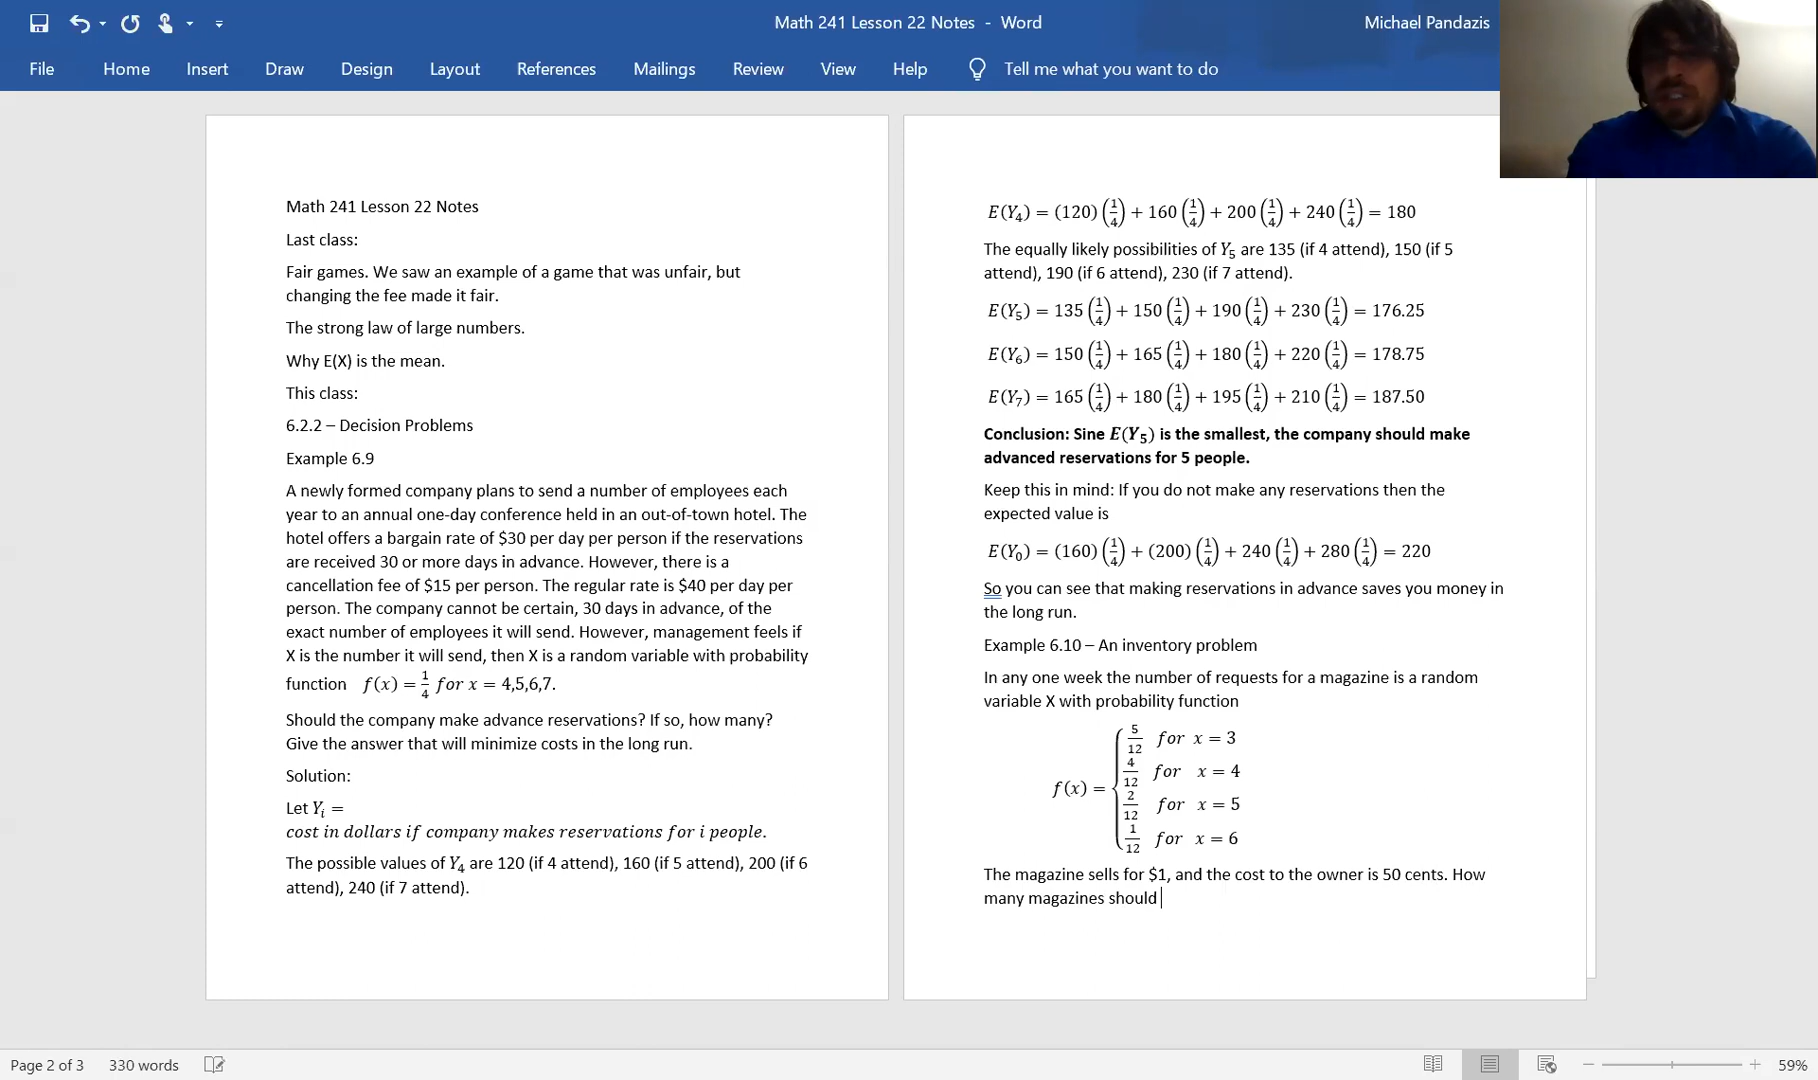 Math 241 Lesson 22 Notes - Word
Michael Pandazis
File Home Insert Draw Design Layout References Mailings Review View Help Tell me what you want to do
Math 241 Lesson 22 Notes
Last class:
Fair games. We saw an example of a game that was unfair, but
changing the fee made it fair.
The strong law of large numbers.
Why E(X) is the mean.
This class:
6.2.2 – Decision Problems
Example 6.9
A newly formed company plans to send a number of employees each
year to an annual one-day conference held in an out-of-town hotel. The
hotel offers a bargain rate of $30 per day per person if the reservations
are received 30 or more days in advance. However, there is a
cancellation fee of $15 per person. The regular rate is $40 per day per
person. The company cannot be certain, 30 days in advance, of the
exact number of employees it will send. However, management feels if
X is the number it will send, then X is a random variable with probability
function f(x) = 1/4 for x = 4,5,6,7.
Should the company make advance reservations? If so, how many?
Give the answer that will minimize costs in the long run.
Solution:
Let Y_i =
cost in dollars if company makes reservations for i people.
The possible values of Y_4 are 120 (if 4 attend), 160 (if 5 attend), 200 (if 6
attend), 240 (if 7 attend).
E(Y_4) = (120)(1/4) + 160(1/4) + 200(1/4) + 240(1/4) = 180
The equally likely possibilities of Y_5 are 135 (if 4 attend), 150 (if 5
attend), 190 (if 6 attend), 230 (if 7 attend).
E(Y_5) = 135(1/4) + 150(1/4) + 190(1/4) + 230(1/4) = 176.25
E(Y_6) = 150(1/4) + 165(1/4) + 180(1/4) + 220(1/4) = 178.75
E(Y_7) = 165(1/4) + 180(1/4) + 195(1/4) + 210(1/4) = 187.50
Conclusion: Sine E(Y_5) is the smallest, the company should make
advanced reservations for 5 people.
Keep this in mind: If you do not make any reservations then the
expected value is
E(Y_0) = (160)(1/4) + (200)(1/4) + 240(1/4) + 280(1/4) = 220
So you can see that making reservations in advance saves you money in
the long run.
Example 6.10 – An inventory problem
In any one week the number of requests for a magazine is a random
variable X with probability function
f(x) = {
5/12 for x = 3
4/12 for x = 4
2/12 for x = 5
1/12 for x = 6
The magazine sells for $1, and the cost to the owner is 50 cents. How
many magazines should
Page 2 of 3 330 words 59%